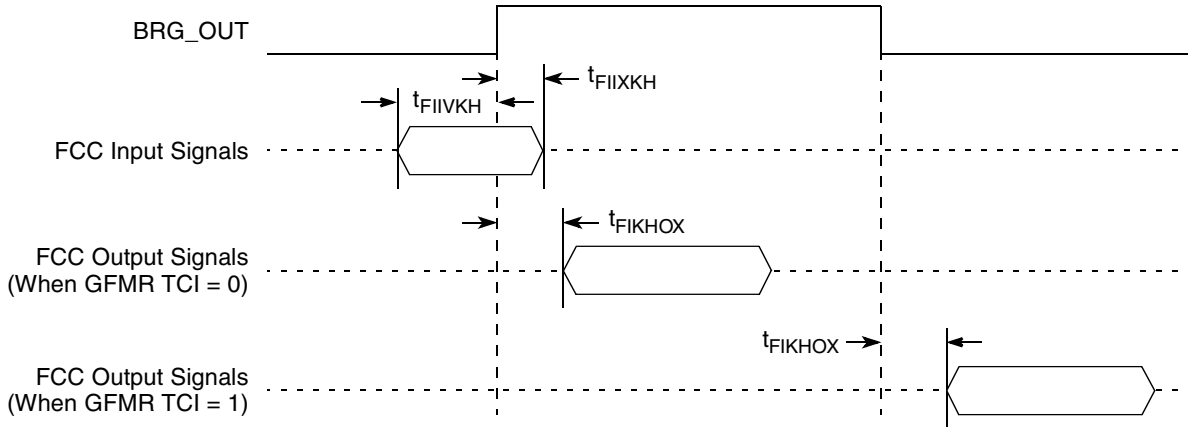 BRG_OUT
tFIIXKH
tFIIVKH
FCC Input Signals
tFIKHOX
FCC Output Signals
(When GFMR TCI = 0)
tFIKHOX
FCC Output Signals
(When GFMR TCI = 1)